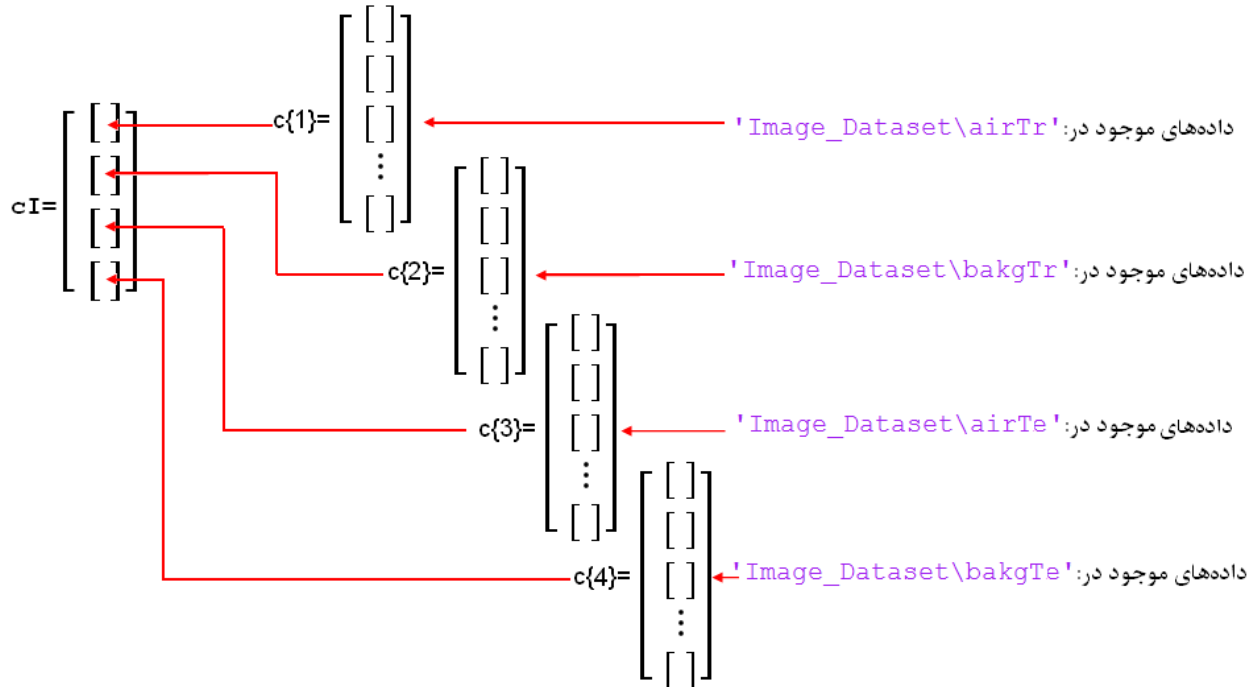 c{1}=
داده‌های موجود در:'Image_Dataset\airTr'
cI=
c{2}=
داده‌های موجود در:'Image_Dataset\bakgTr'
c{3}=
داده‌های موجود در:'Image_Dataset\airTe'
c{4}=
داده‌های موجود در:'Image_Dataset\bakgTe'